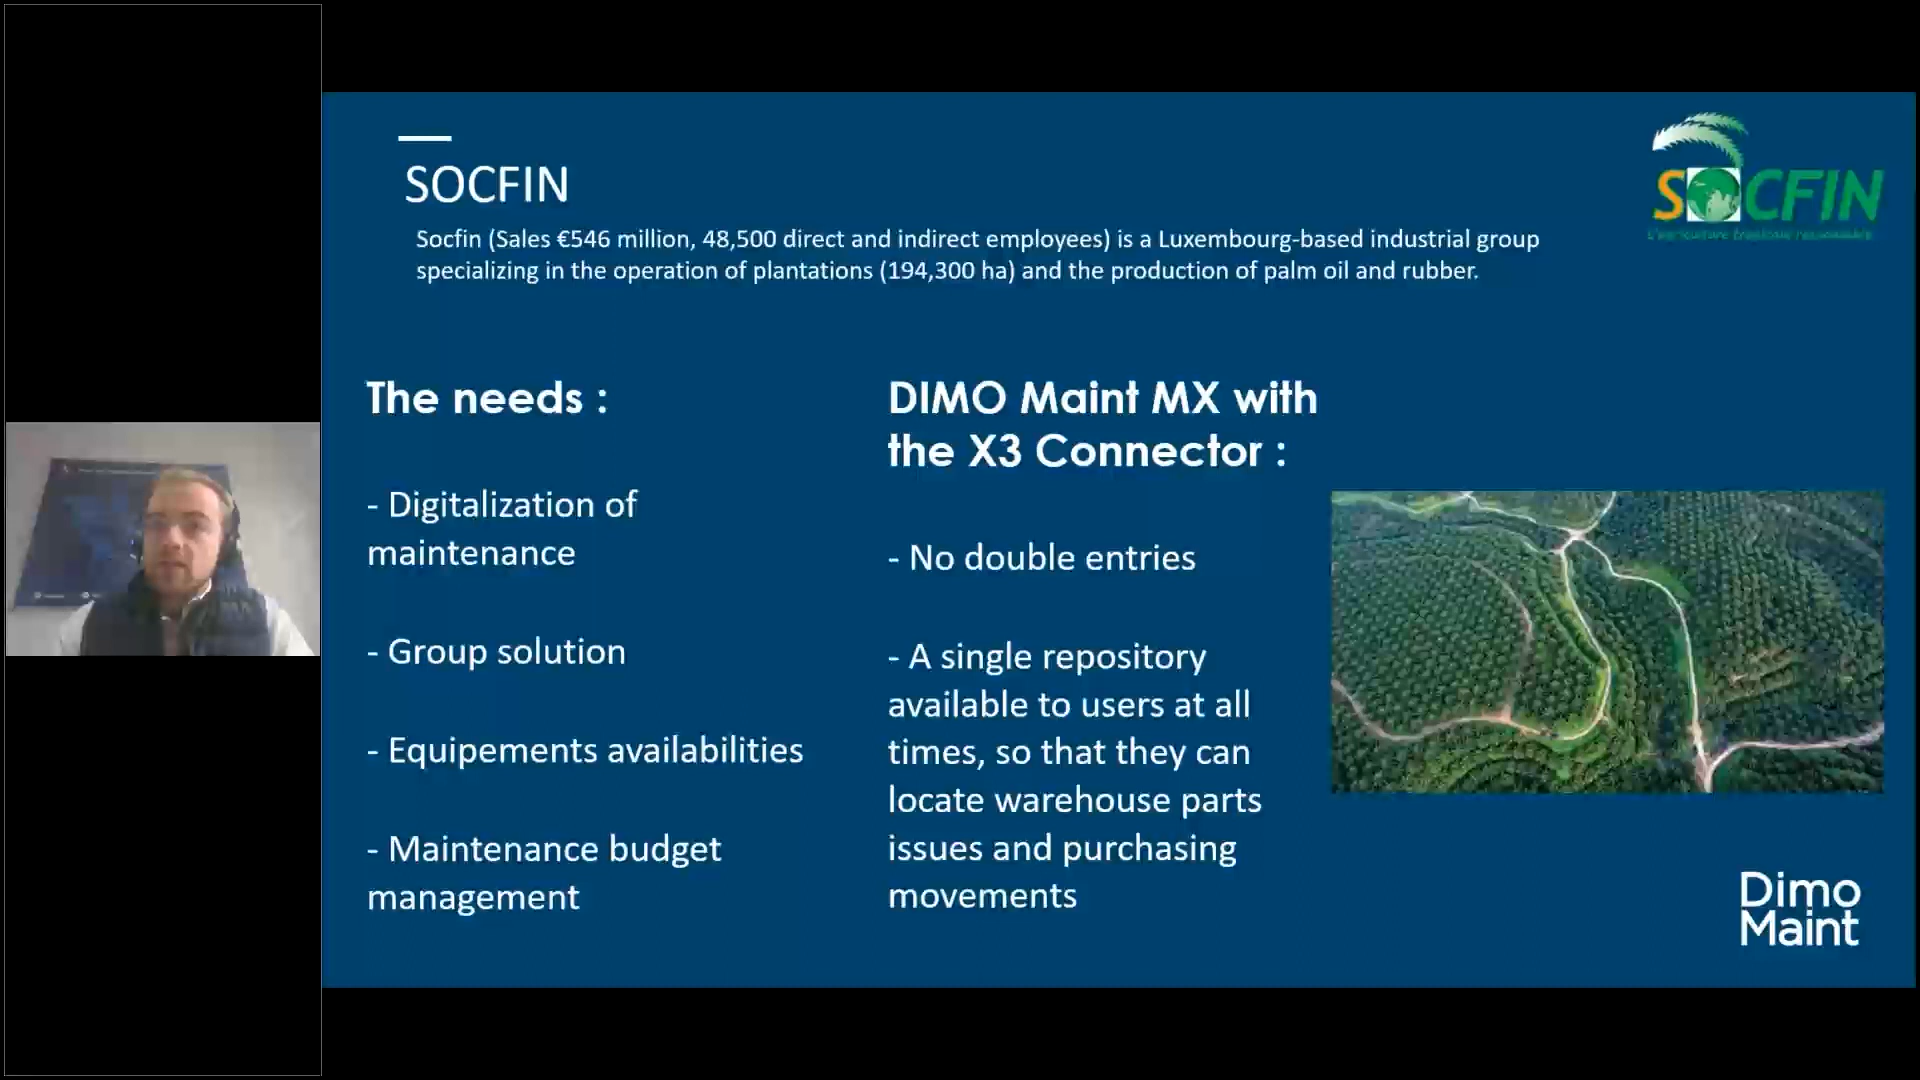 SOCFIN
SOCFIN
L'agriculture tropicale responsable
Socfin (Sales €546 million, 48,500 direct and indirect employees) is a Luxembourg-based industrial group
specializing in the operation of plantations (194,300 ha) and the production of palm oil and rubber.
The needs :
- Digitalization of
maintenance
- Group solution
- Equipements availabilities
- Maintenance budget
management
DIMO Maint MX with
the X3 Connector :
- No double entries
- A single repository
available to users at all
times, so that they can
locate warehouse parts
issues and purchasing
movements
Dimo
Maint